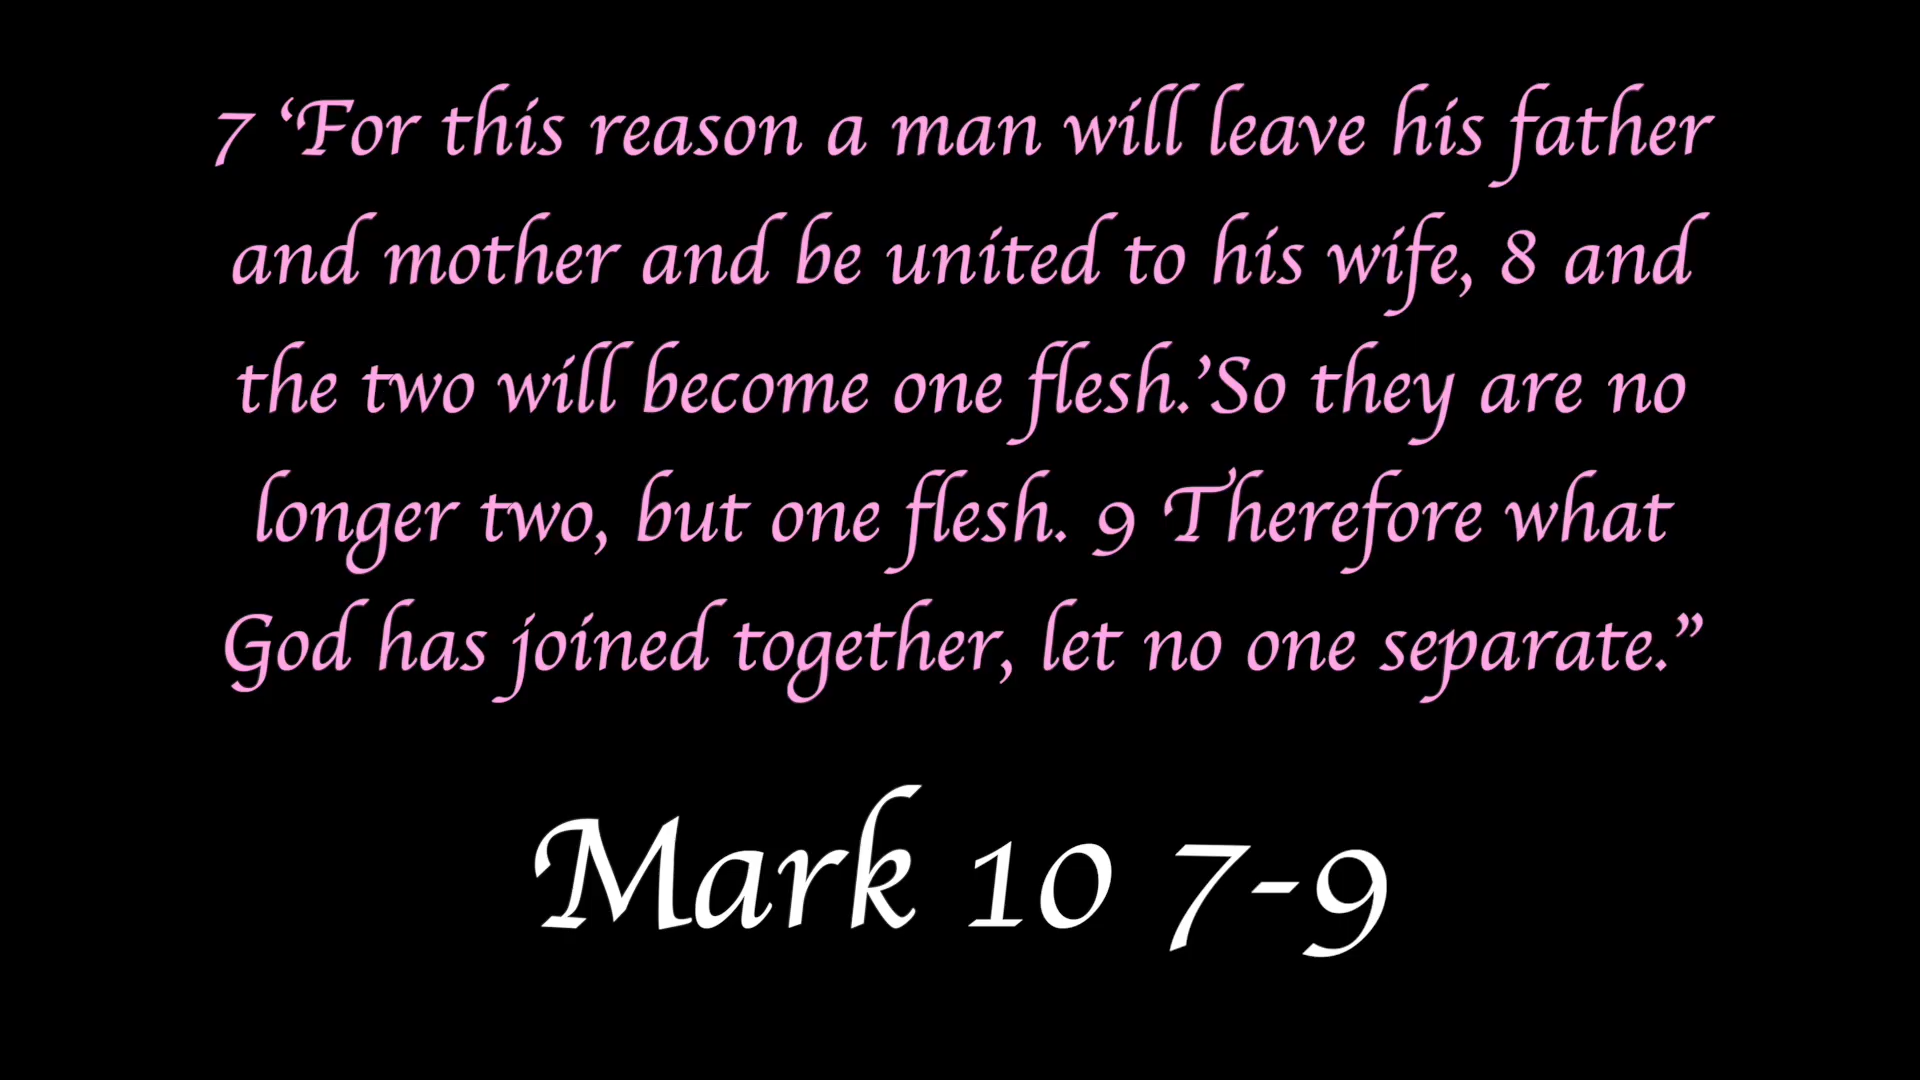 7 ‘For this reason a man will leave his father
and mother and be united to his wife, 8 and
the two will become one flesh.’So they are no
longer two, but one flesh. 9 Therefore what
God has joined together, let no one separate.”
Mark 10 7-9